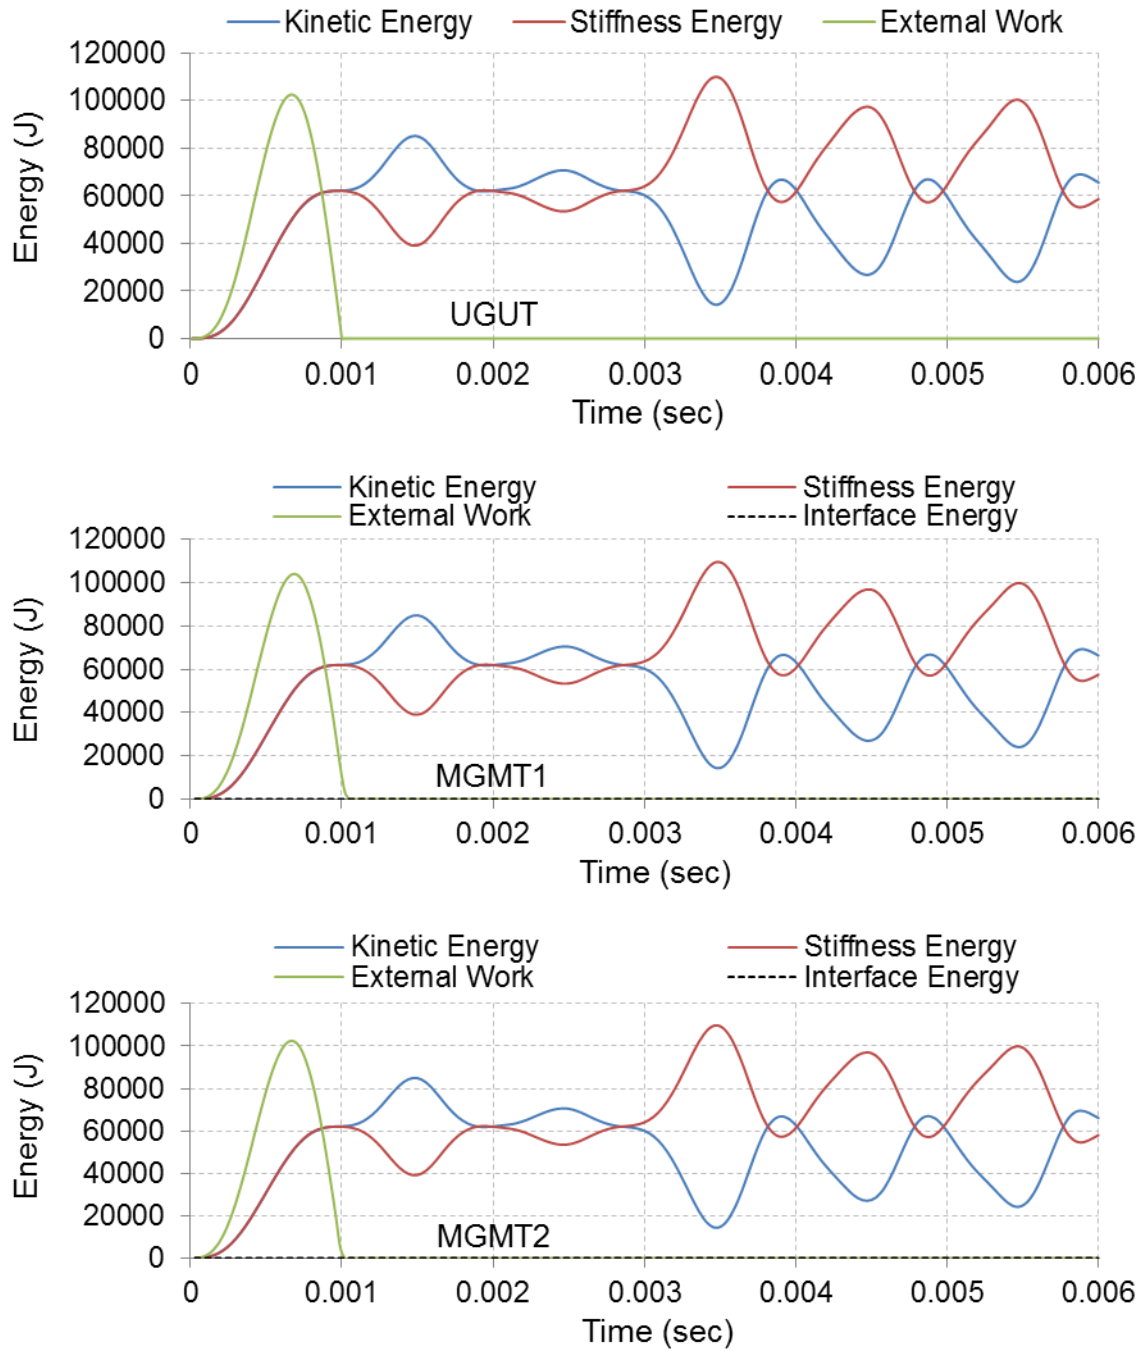 Kinetic Energy Stiffness Energy External Work
120000
100000
80000
60000
40000
20000
0
Energy (J)
UGUT
0 0.001 0.002 0.003 0.004 0.005 0.006
Time (sec)
Kinetic Energy Stiffness Energy
External Work Interface Energy
120000
100000
80000
60000
40000
20000
0
Energy (J)
MGMT1
0 0.001 0.002 0.003 0.004 0.005 0.006
Time (sec)
Kinetic Energy Stiffness Energy
External Work Interface Energy
120000
100000
80000
60000
40000
20000
0
Energy (J)
MGMT2
0 0.001 0.002 0.003 0.004 0.005 0.006
Time (sec)